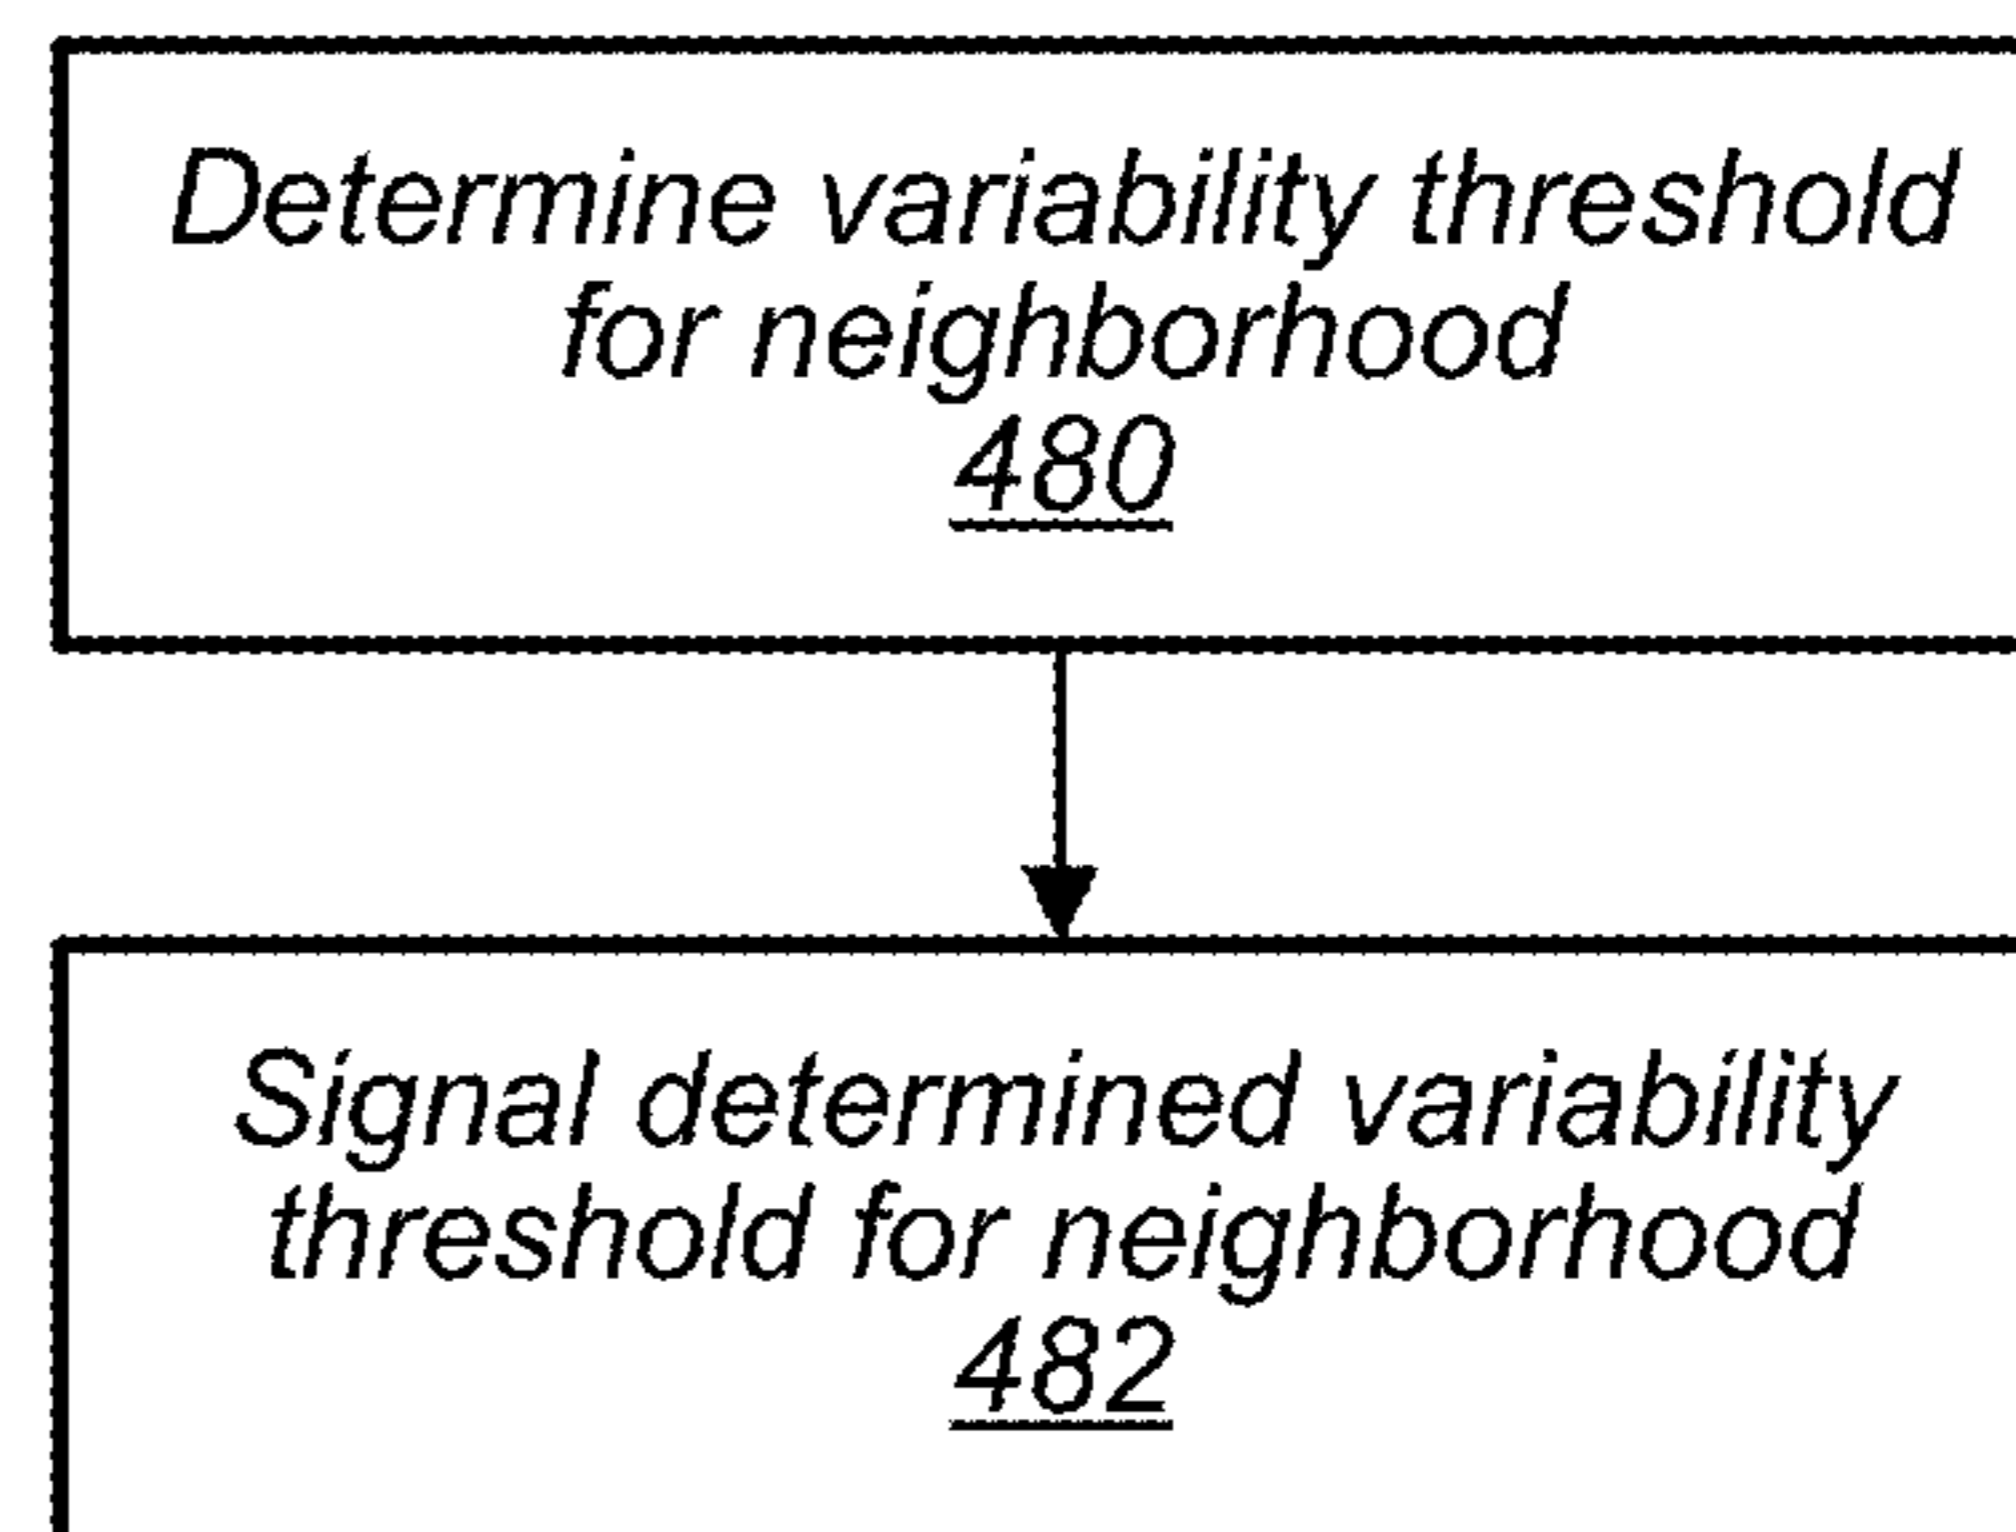 Determine variability threshold
for neighborhood
480
Signal determined variability
threshold for neighborhood
482